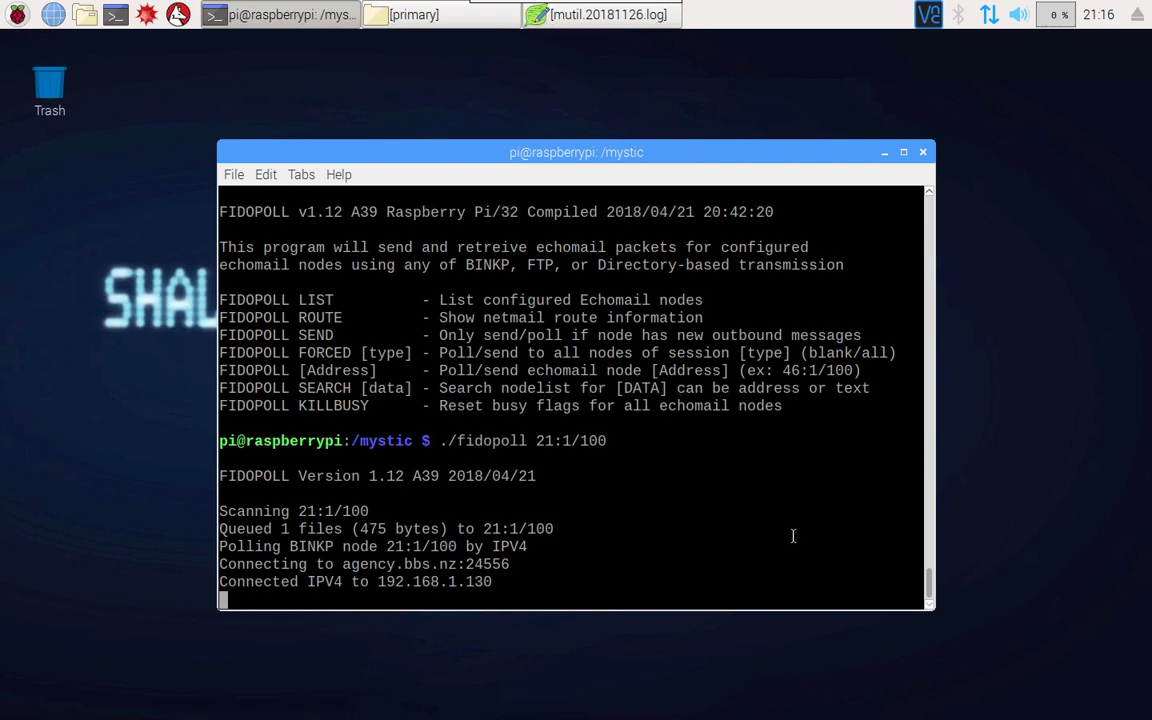 pi@raspberrypi: /mys...
[primary]
[mutil.20181126.log]
0 %
21:16
Trash
SHAL
pi@raspberrypi: /mystic
File Edit Tabs Help
FIDOPOLL v1.12 A39 Raspberry Pi/32 Compiled 2018/04/21 20:42:20
This program will send and retreive echomail packets for configured
echomail nodes using any of BINKP, FTP, or Directory-based transmission
FIDOPOLL LIST - List configured Echomail nodes
FIDOPOLL ROUTE - Show netmail route information
FIDOPOLL SEND - Only send/poll if node has new outbound messages
FIDOPOLL FORCED [type] - Poll/send to all nodes of session [type] (blank/all)
FIDOPOLL [Address] - Poll/send echomail node [Address] (ex: 46:1/100)
FIDOPOLL SEARCH [data] - Search nodelist for [DATA] can be address or text
FIDOPOLL KILLBUSY - Reset busy flags for all echomail nodes
pi@raspberrypi:/mystic $ ./fidopoll 21:1/100
FIDOPOLL Version 1.12 A39 2018/04/21
Scanning 21:1/100
Queued 1 files (475 bytes) to 21:1/100
Polling BINKP node 21:1/100 by IPV4
Connecting to agency.bbs.nz:24556
Connected IPV4 to 192.168.1.130